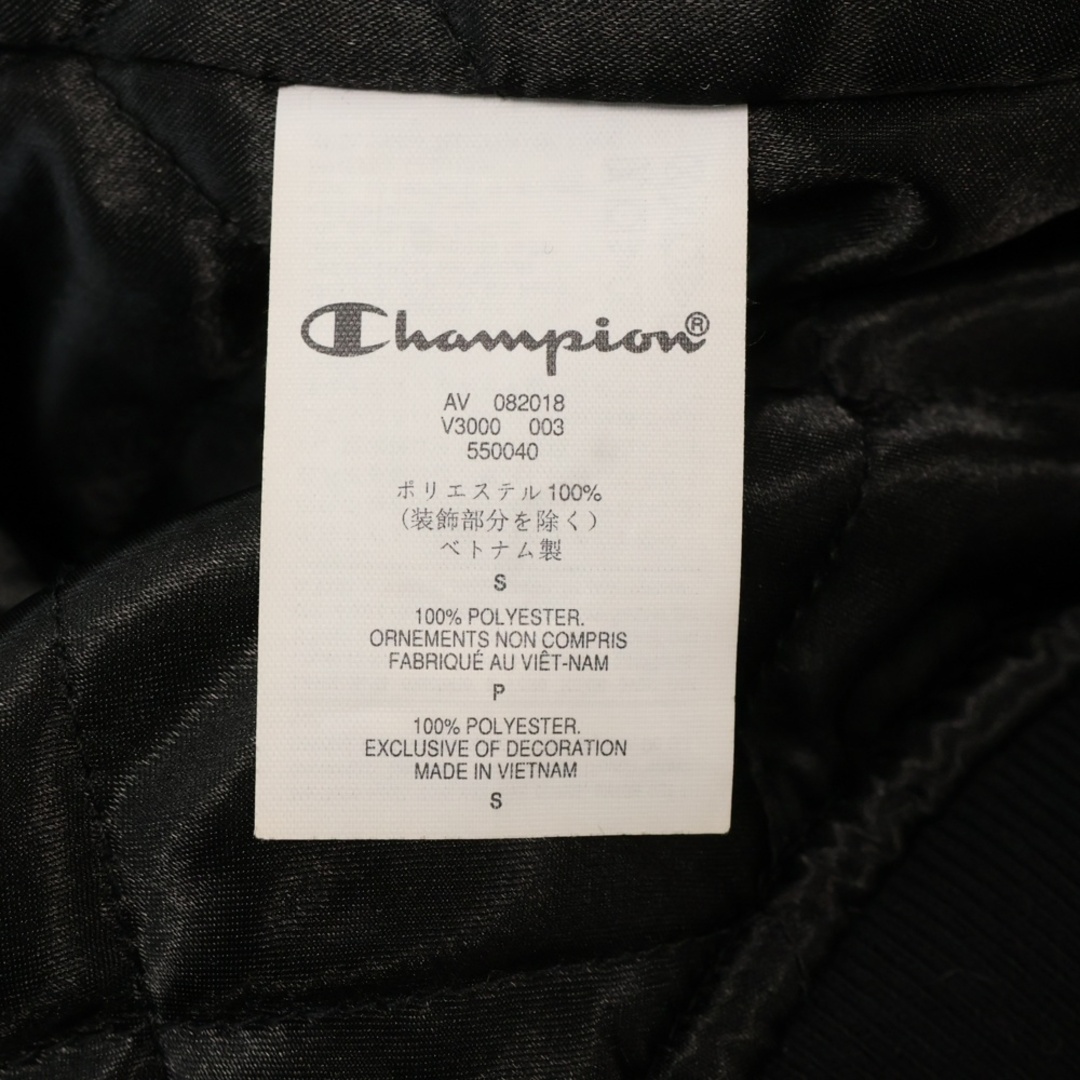 Champion®
AV 082018
V3000 003
550040
ポリエステル100%
(装飾部分を除く)
ベトナム製
S
100% POLYESTER.
ORNEMENTS NON COMPRIS
FABRIQUÉ AU VIÊT-NAM
P
100% POLYESTER.
EXCLUSIVE OF DECORATION
MADE IN VIETNAM
S